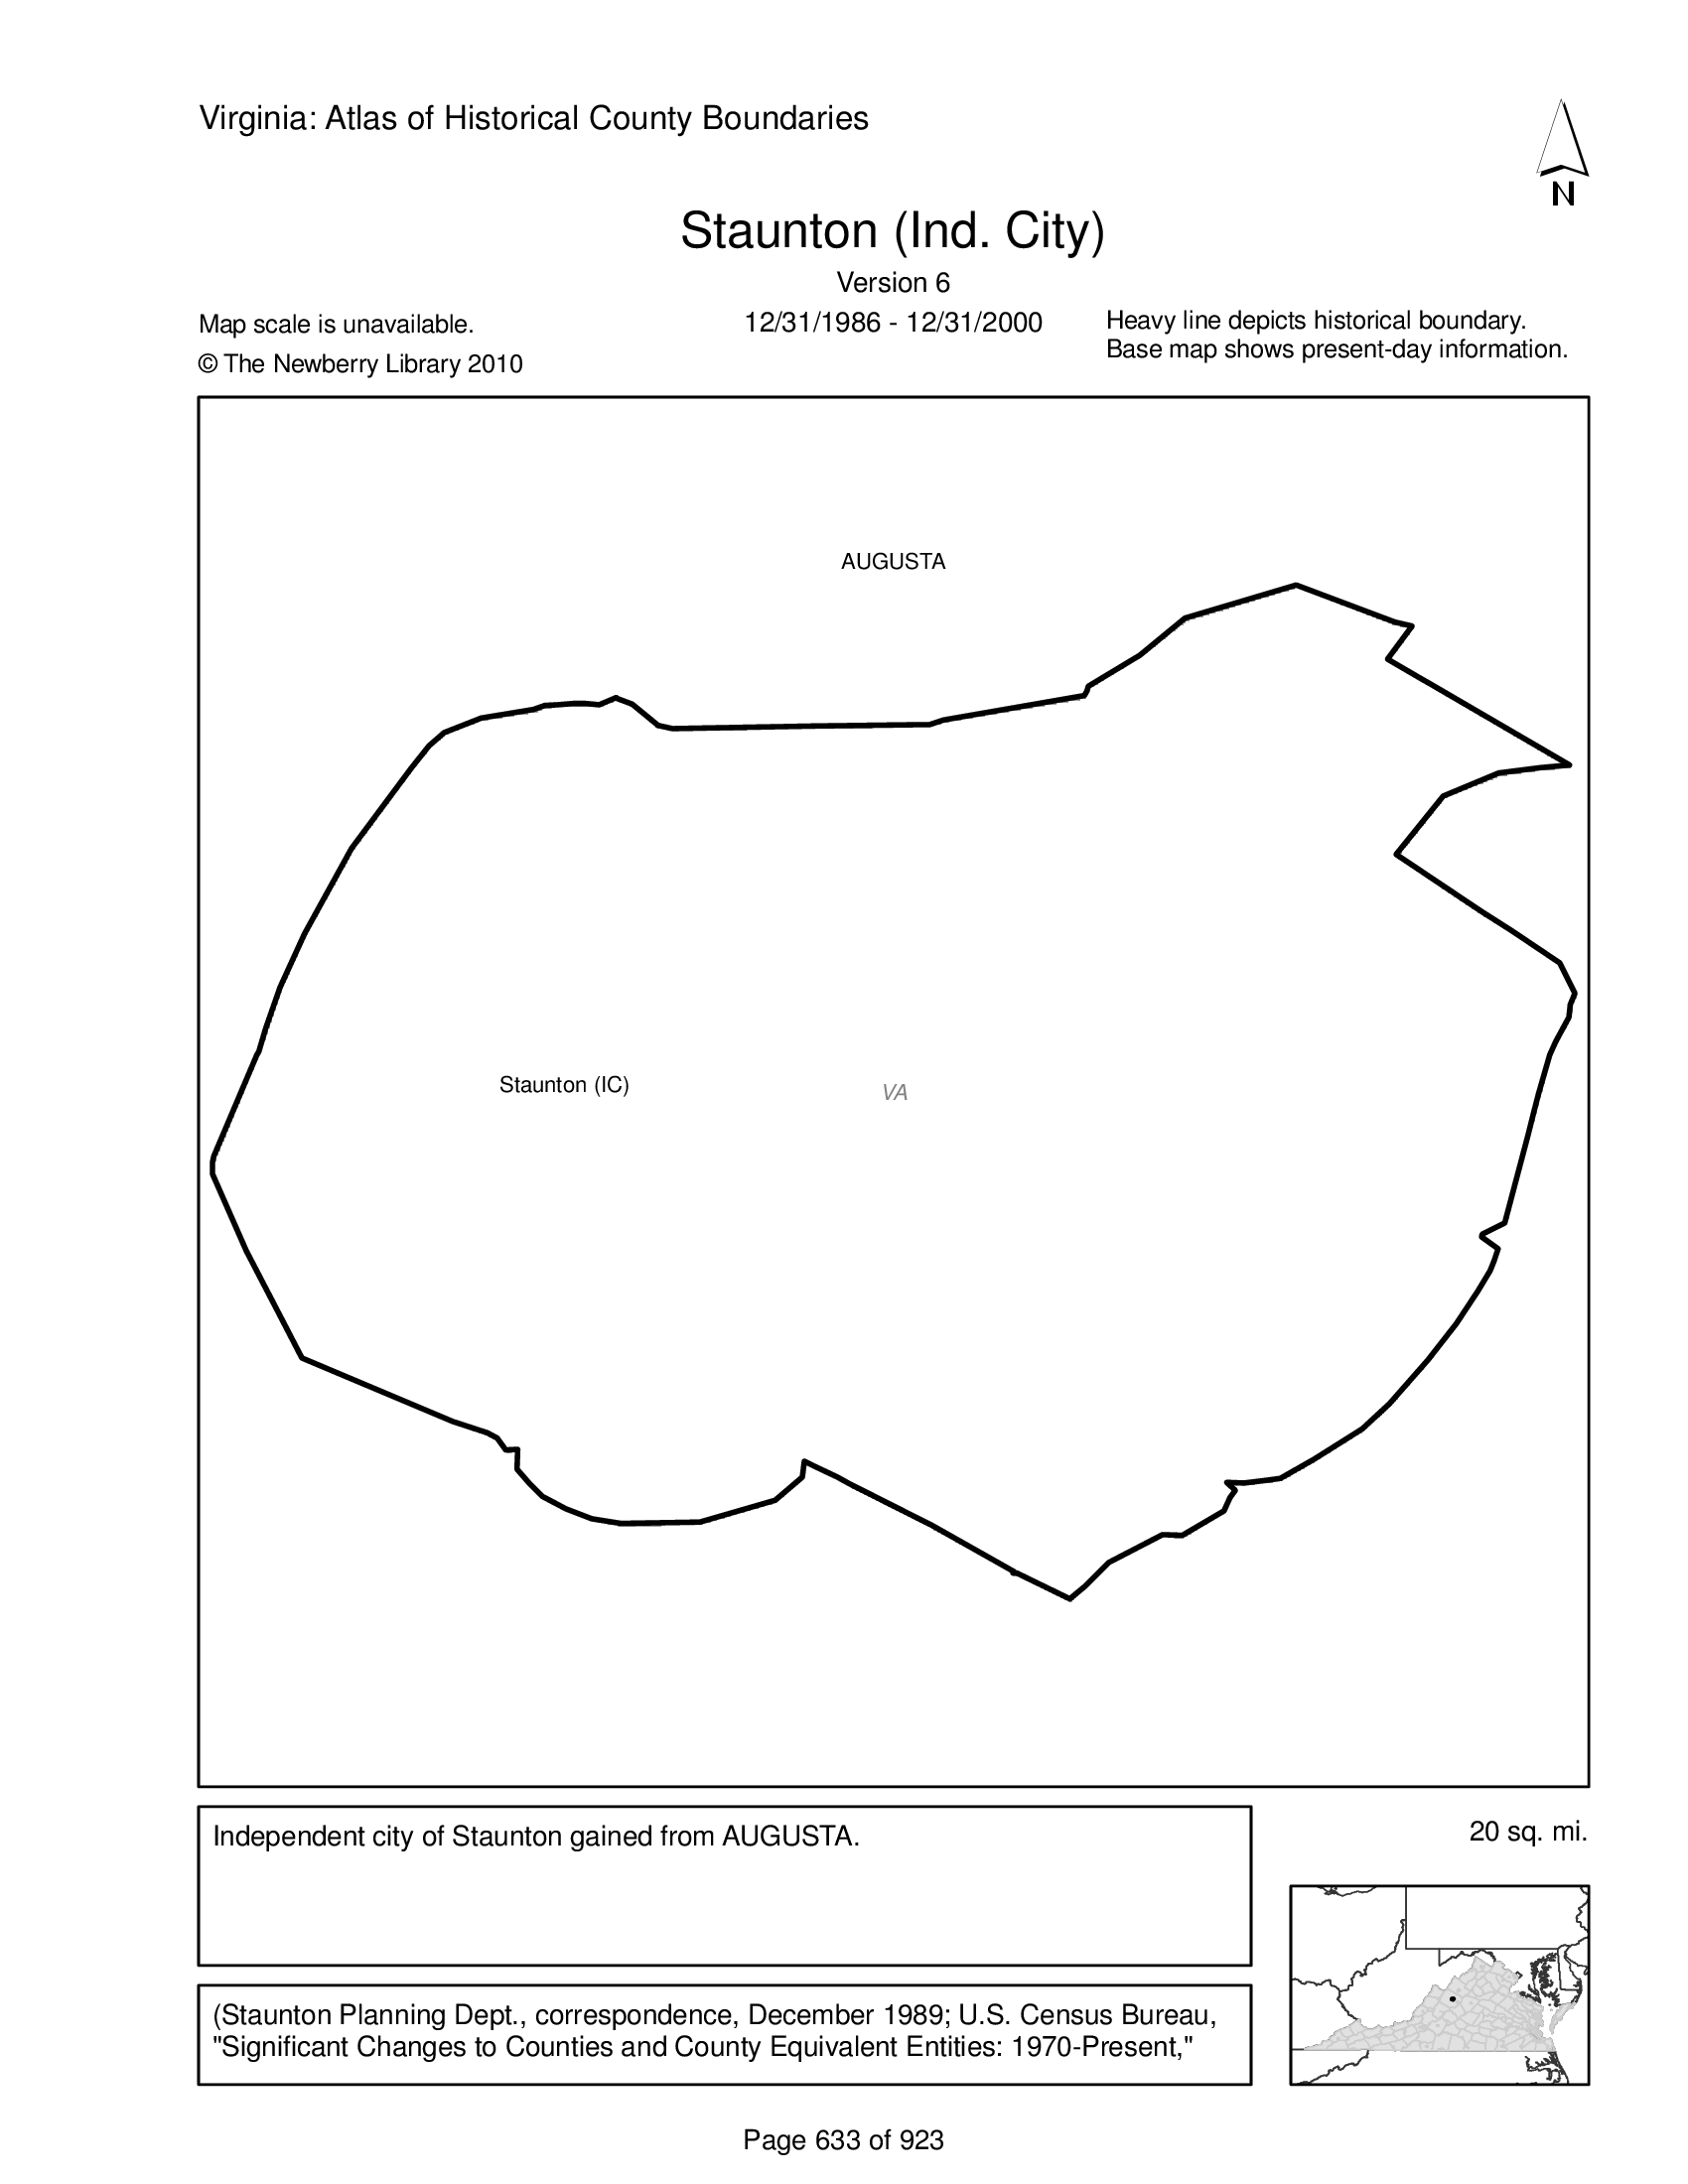 Virginia: Atlas of Historical County Boundaries
N
Staunton (Ind. City)
Version 6
12/31/1986 - 12/31/2000
Map scale is unavailable.
© The Newberry Library 2010
Heavy line depicts historical boundary.
Base map shows present-day information.
AUGUSTA
Staunton (IC)
VA
Independent city of Staunton gained from AUGUSTA.
20 sq. mi.
(Staunton Planning Dept., correspondence, December 1989; U.S. Census Bureau,
"Significant Changes to Counties and County Equivalent Entities: 1970-Present,"
Page 633 of 923